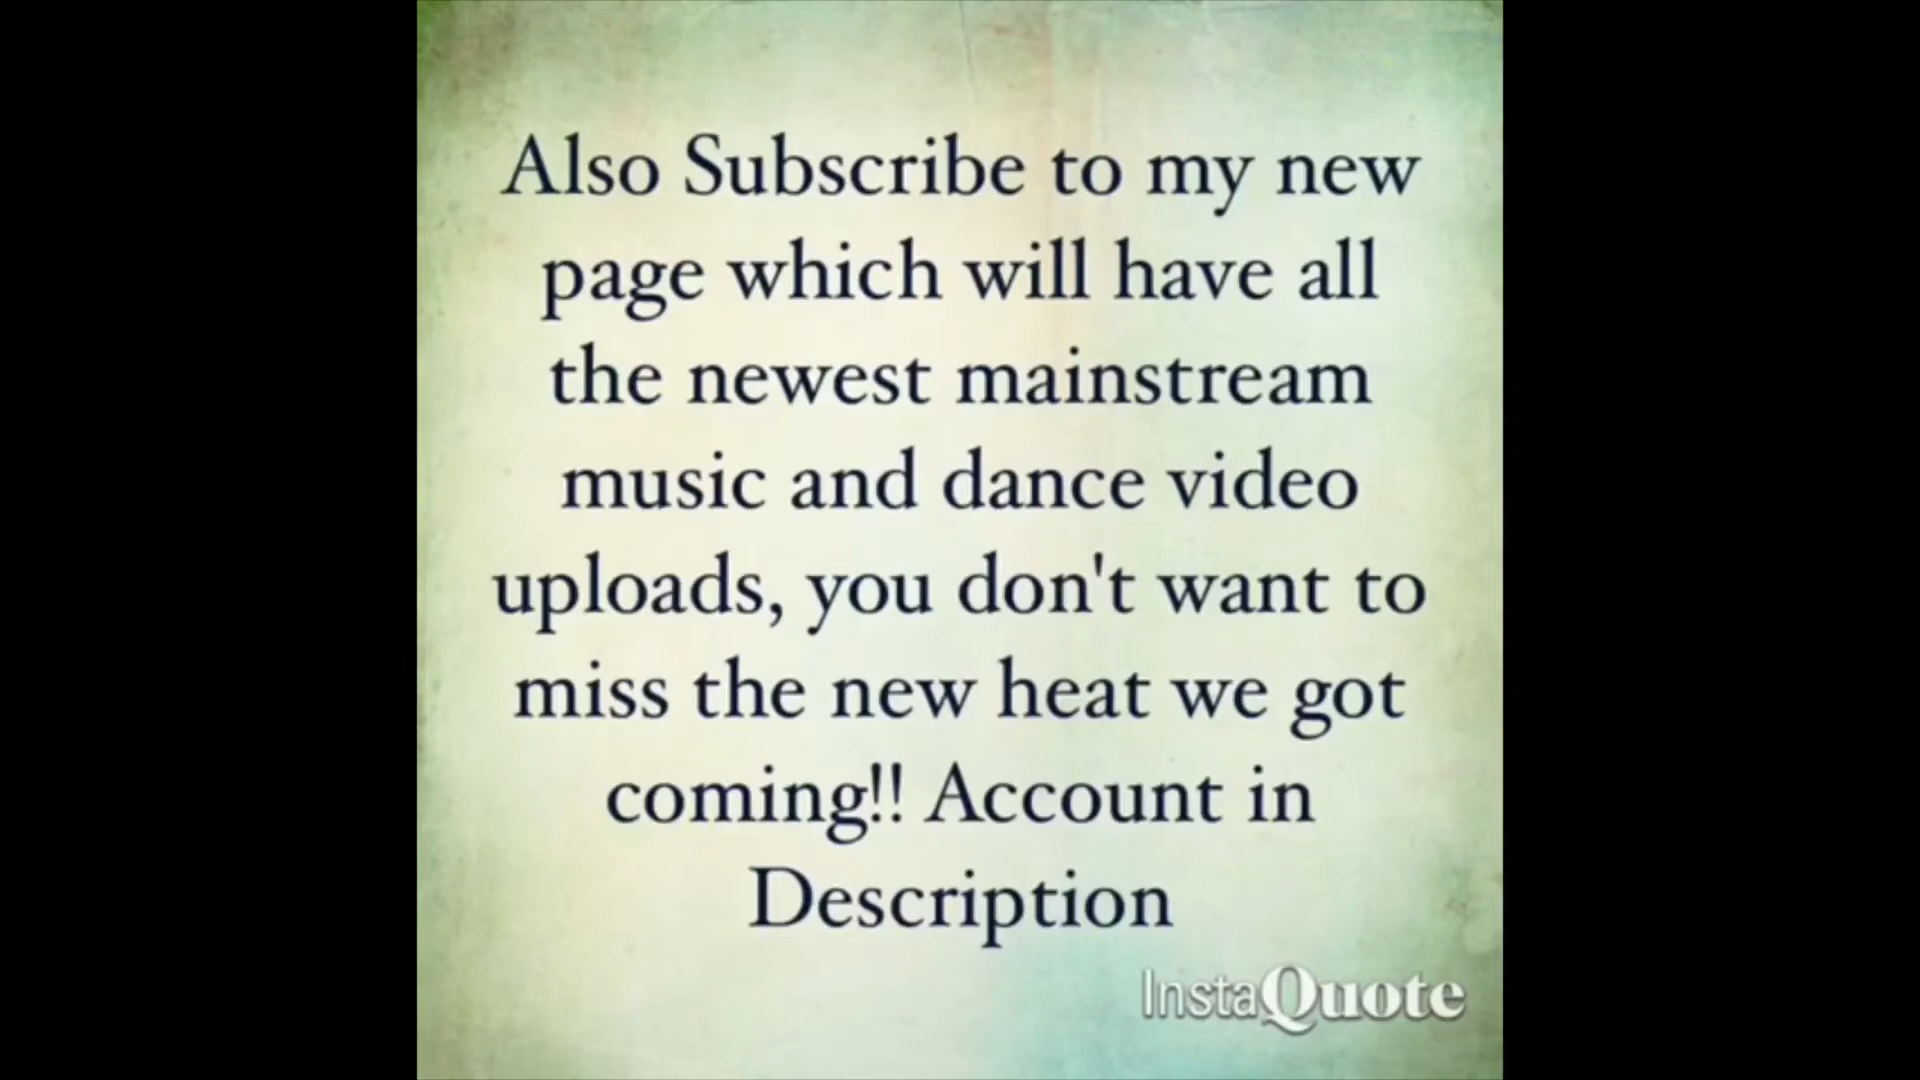 Also Subscribe to my new
page which will have all
the newest mainstream
music and dance video
uploads, you don't want to
miss the new heat we got
coming!! Account in
Description
InstaQuote